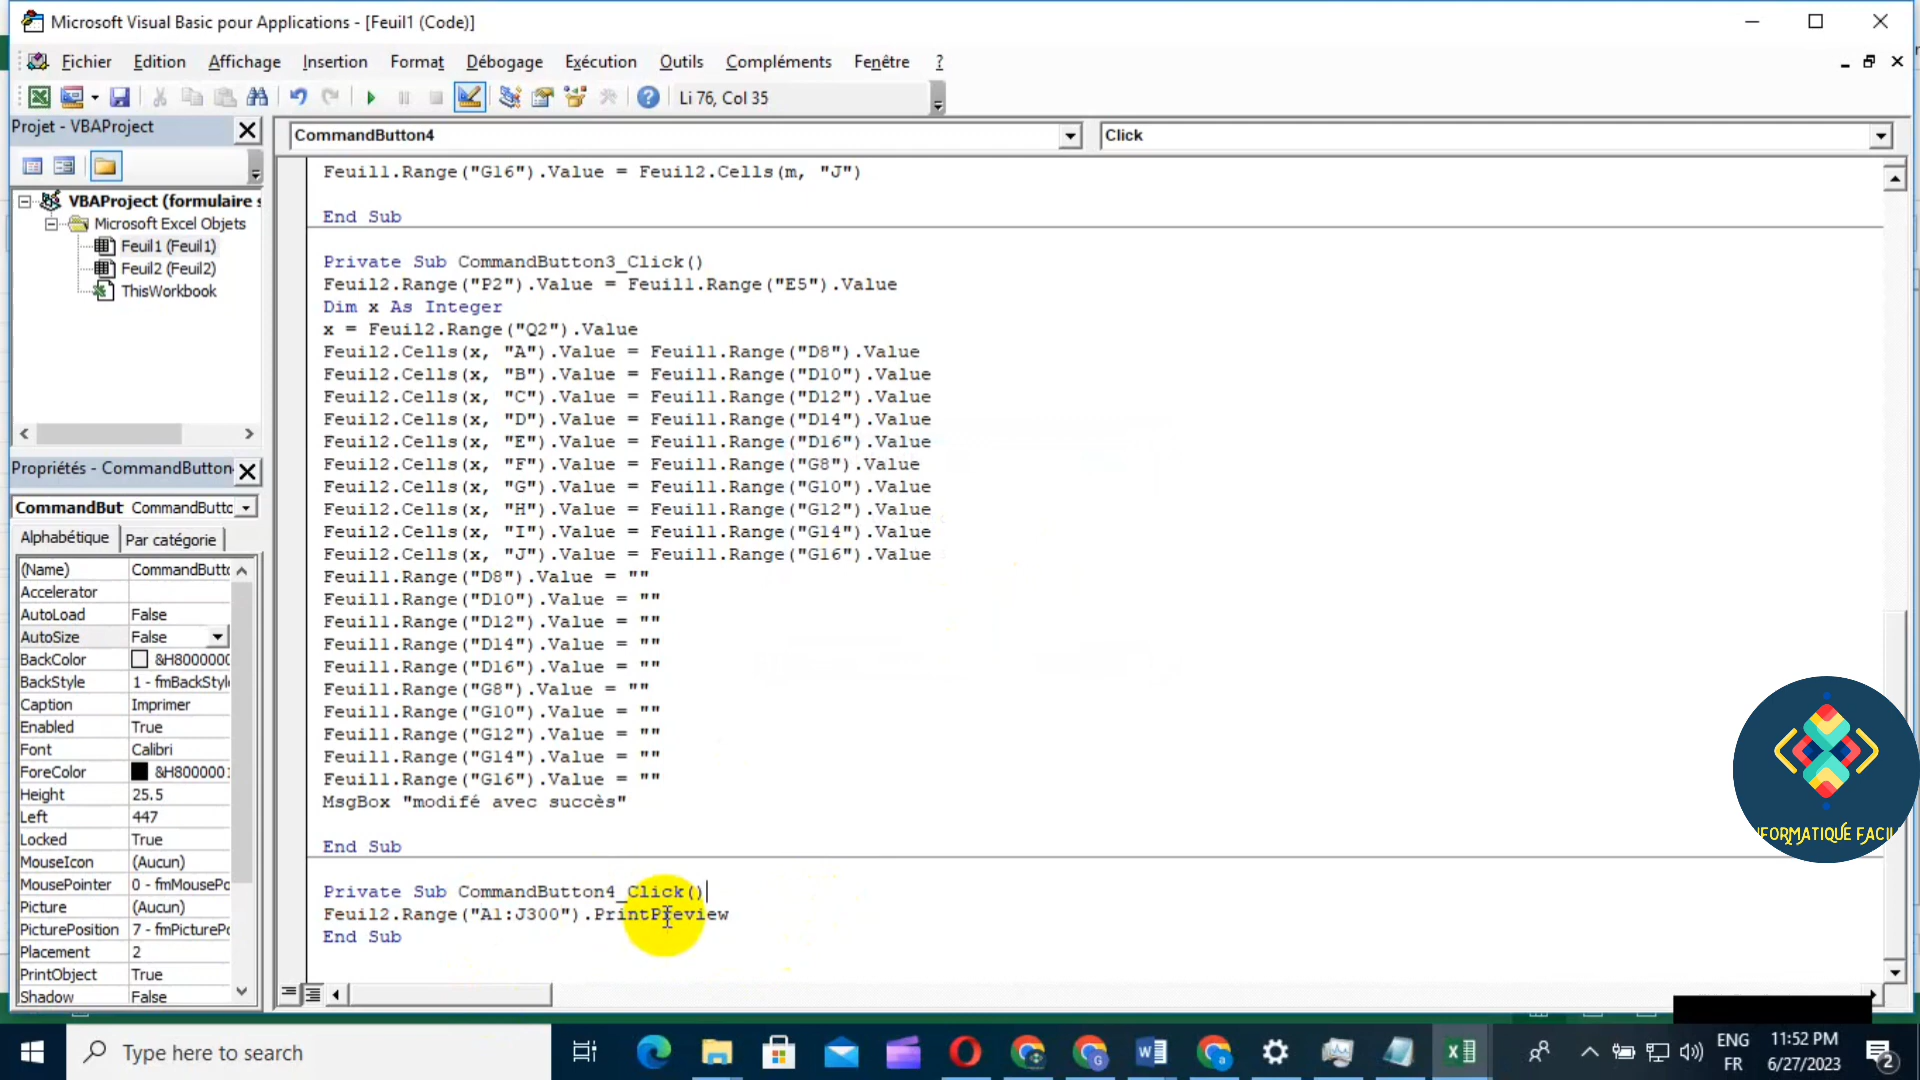 Microsoft Visual Basic pour Applications - [Feuil1 (Code)]
Fichier Edition Affichage Insertion Format Débogage Exécution Outils Compléments Fenêtre ?
Li 76, Col 35
Projet - VBAProject
CommandButton4
Click
VBAProject (formulaire s
Microsoft Excel Objets
Feuil1 (Feuil1)
Feuil2 (Feuil2)
ThisWorkbook
Propriétés - CommandButton
CommandBut CommandButto
Alphabétique Par catégorie
(Name) CommandButto
Accelerator
AutoLoad False
AutoSize False
BackColor &H8000000
BackStyle 1 - fmBackStyl
Caption Imprimer
Enabled True
Font Calibri
ForeColor &H8000001
Height 25.5
Left 447
Locked True
MouseIcon (Aucun)
MousePointer 0 - fmMousePo
Picture (Aucun)
PicturePosition 7 - fmPicturePo
Placement 2
PrintObject True
Shadow False
Feuil1.Range("G16").Value = Feuil2.Cells(m, "J")
End Sub
Private Sub CommandButton3_Click()
Feuil2.Range("P2").Value = Feuil1.Range("E5").Value
Dim x As Integer
x = Feuil2.Range("Q2").Value
Feuil2.Cells(x, "A").Value = Feuil1.Range("D8").Value
Feuil2.Cells(x, "B").Value = Feuil1.Range("D10").Value
Feuil2.Cells(x, "C").Value = Feuil1.Range("D12").Value
Feuil2.Cells(x, "D").Value = Feuil1.Range("D14").Value
Feuil2.Cells(x, "E").Value = Feuil1.Range("D16").Value
Feuil2.Cells(x, "F").Value = Feuil1.Range("G8").Value
Feuil2.Cells(x, "G").Value = Feuil1.Range("G10").Value
Feuil2.Cells(x, "H").Value = Feuil1.Range("G12").Value
Feuil2.Cells(x, "I").Value = Feuil1.Range("G14").Value
Feuil2.Cells(x, "J").Value = Feuil1.Range("G16").Value
Feuil1.Range("D8").Value = ""
Feuil1.Range("D10").Value = ""
Feuil1.Range("D12").Value = ""
Feuil1.Range("D14").Value = ""
Feuil1.Range("D16").Value = ""
Feuil1.Range("G8").Value = ""
Feuil1.Range("G10").Value = ""
Feuil1.Range("G12").Value = ""
Feuil1.Range("G14").Value = ""
Feuil1.Range("G16").Value = ""
MsgBox "modifé avec succès"
End Sub
Private Sub CommandButton4_Click()
Feuil2.Range("A1:J300").PrintPreview
End Sub
NFORMATIQUE FACIL
Type here to search
ENG
FR
11:52 PM
6/27/2023
2